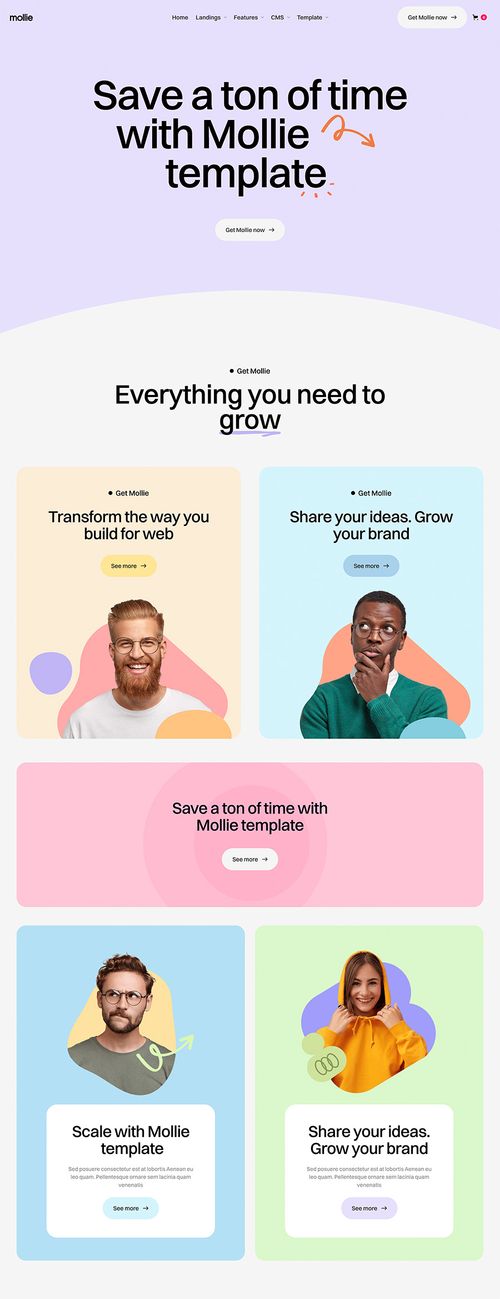 mollie
Home Landings Features CMS Template
Get Mollie now
0
Save a ton of time
with Mollie
template
Get Mollie now
Get Mollie
Everything you need to
grow
Get Mollie
Transform the way you
build for web
See more
Get Mollie
Share your ideas. Grow
your brand
See more
Save a ton of time with
Mollie template
See more
Scale with Mollie
template
Sed posuere consectetur est at lobortis Aenean eu
leo quam. Pellentesque ornare sem lacinia quam
venenatis
See more
Share your ideas.
Grow your brand
Sed posuere consectetur est at lobortis Aenean eu
leo quam. Pellentesque ornare sem lacinia quam
venenatis
See more